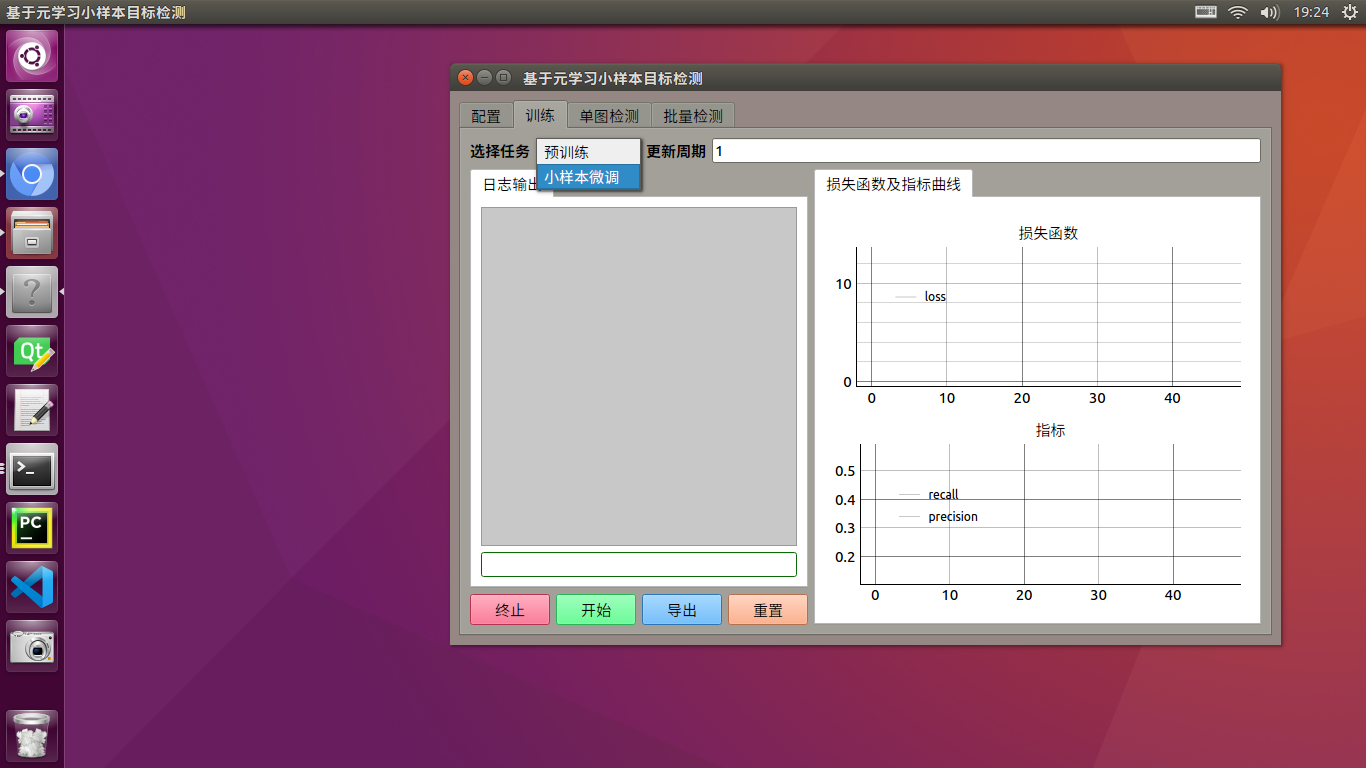 基于元学习小样本目标检测
19:24
基于元学习小样本目标检测
配置 训练 单图检测 批量检测
选择任务 预训练 更新周期 1
小样本微调
日志输出
损失函数及指标曲线
损失函数
10
loss
0
0 10 20 30 40
指标
0.5
recall
0.4
precision
0.3
0.2
0 10 20 30 40
终止 开始 导出 重置
Qt
>_
PC